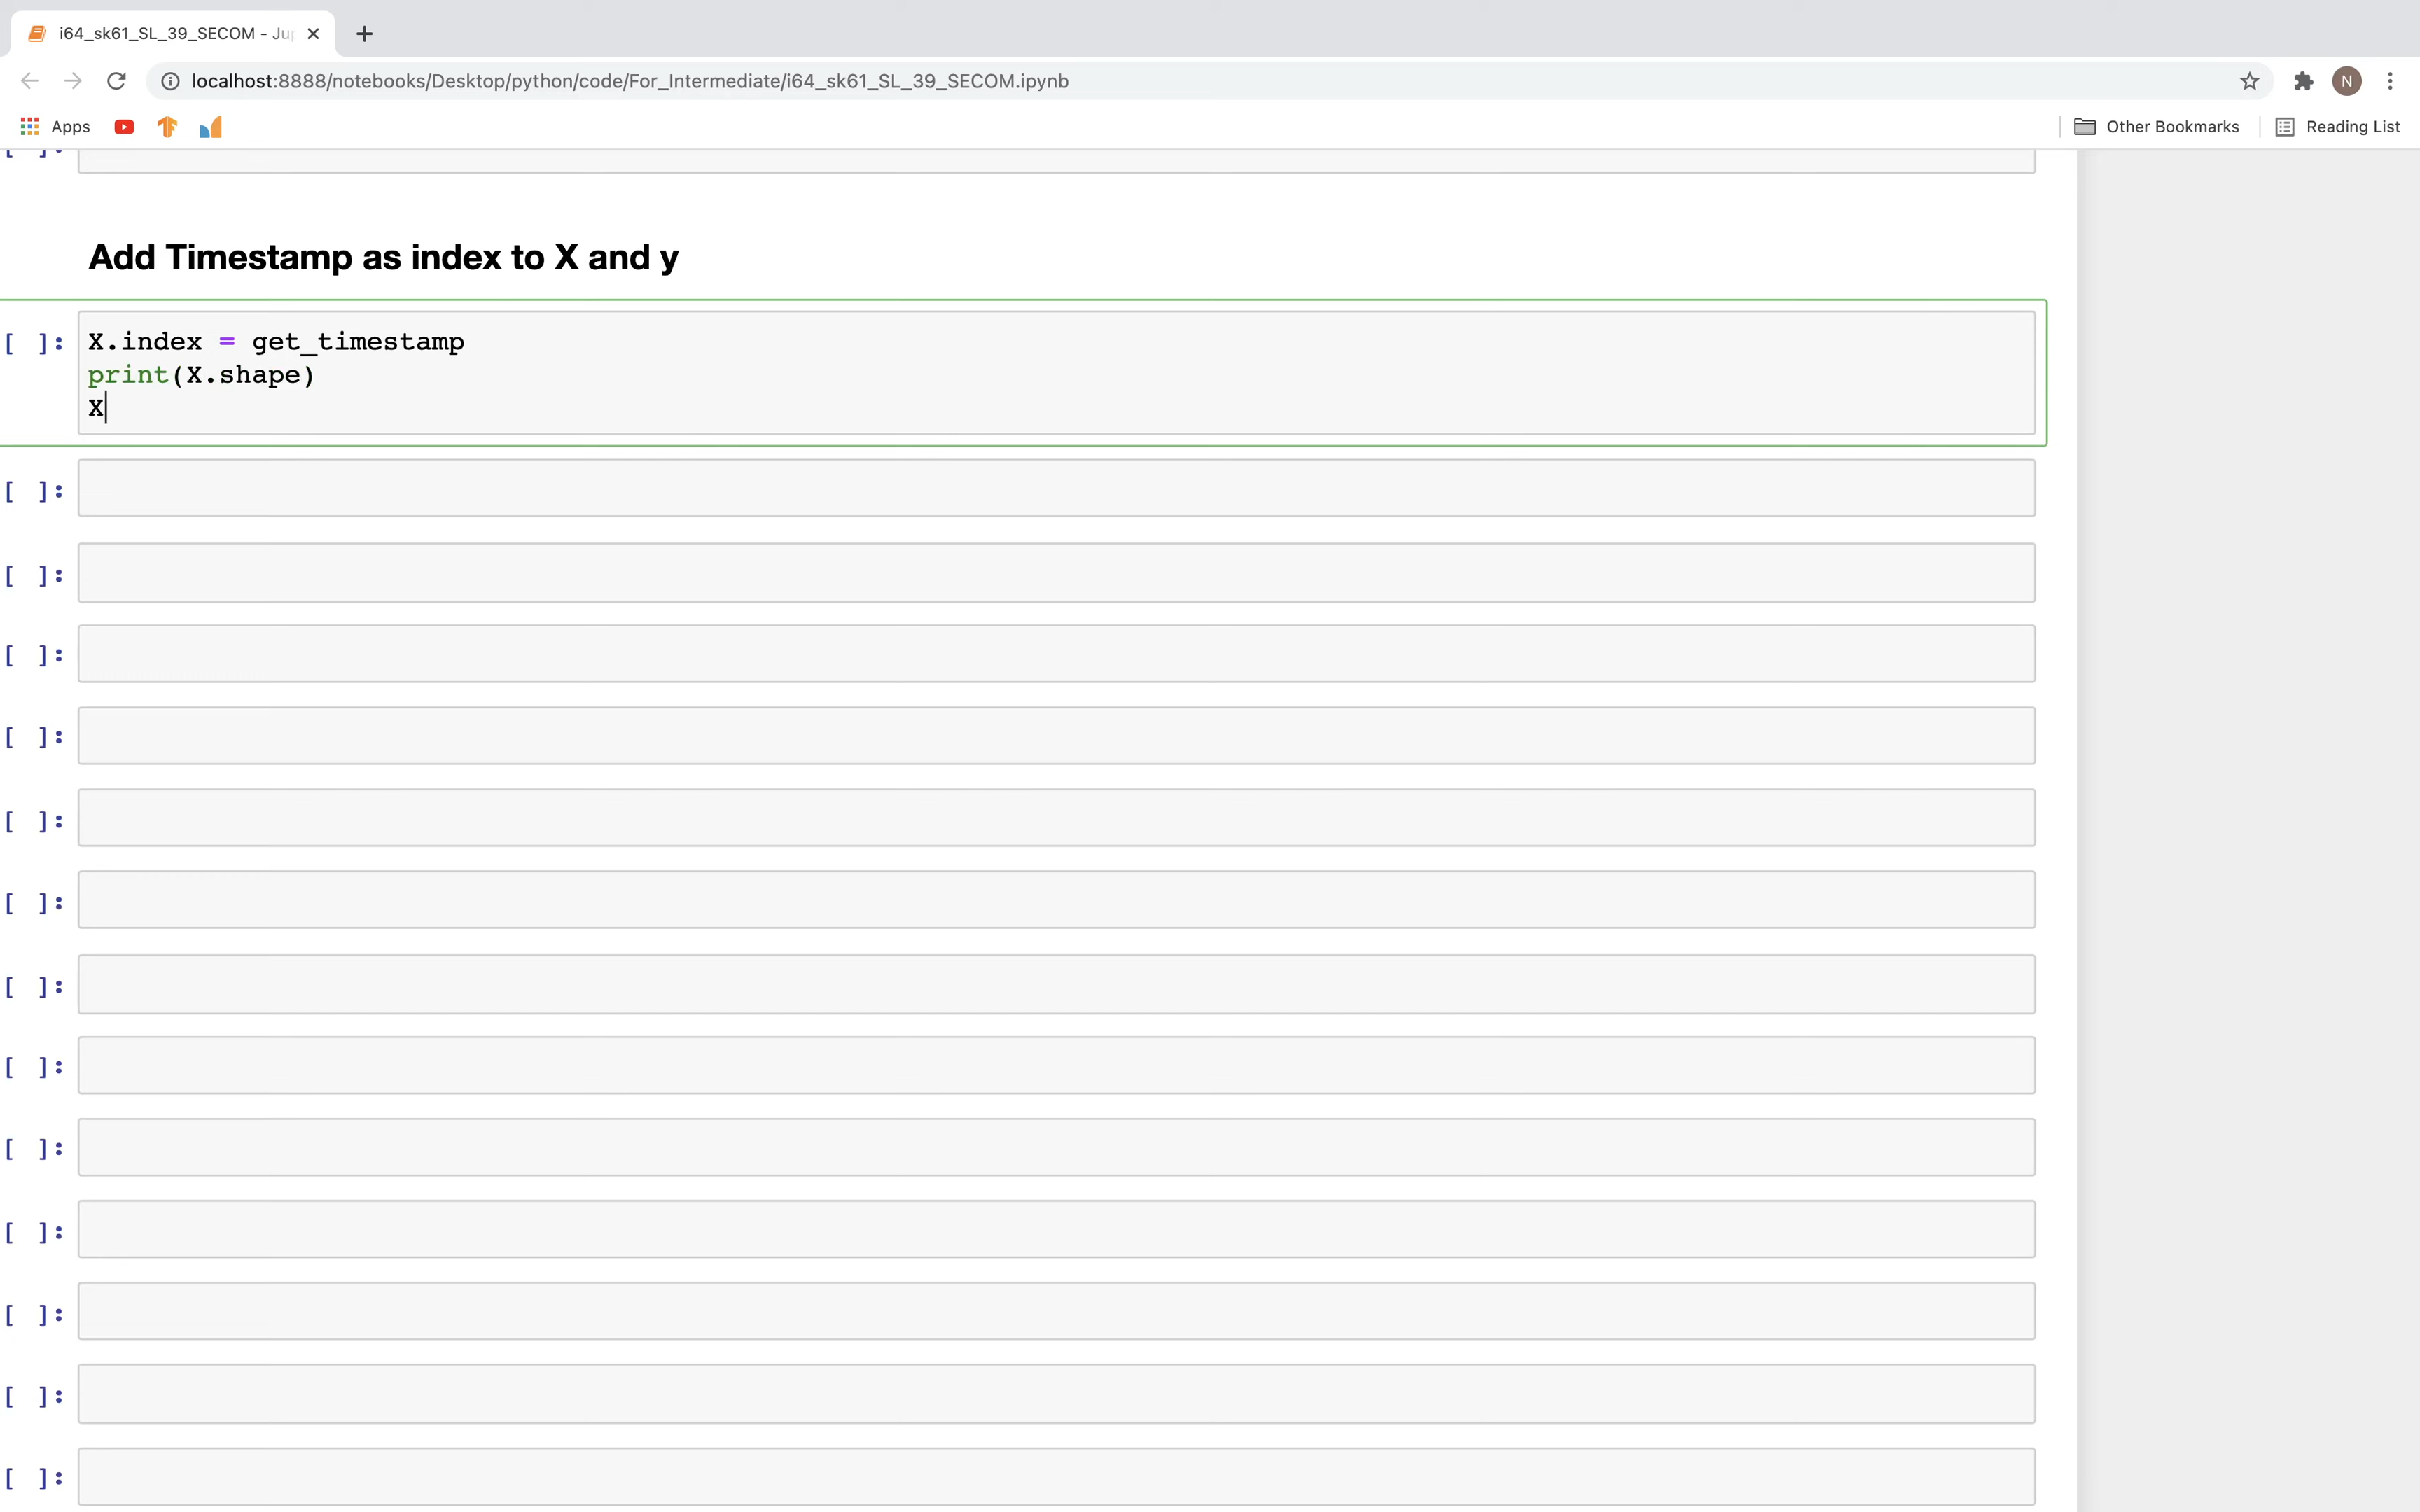 i64_sk61_SL_39_SECOM - Jup
localhost:8888/notebooks/Desktop/python/code/For_Intermediate/i64_sk61_SL_39_SECOM.ipynb
N
Apps
Other Bookmarks
Reading List
[ ]:
Add Timestamp as index to X and y
[ ]: X.index = get_timestamp
print(X.shape)
X
[ ]:
[ ]:
[ ]:
[ ]:
[ ]:
[ ]:
[ ]:
[ ]:
[ ]:
[ ]:
[ ]:
[ ]:
[ ]: